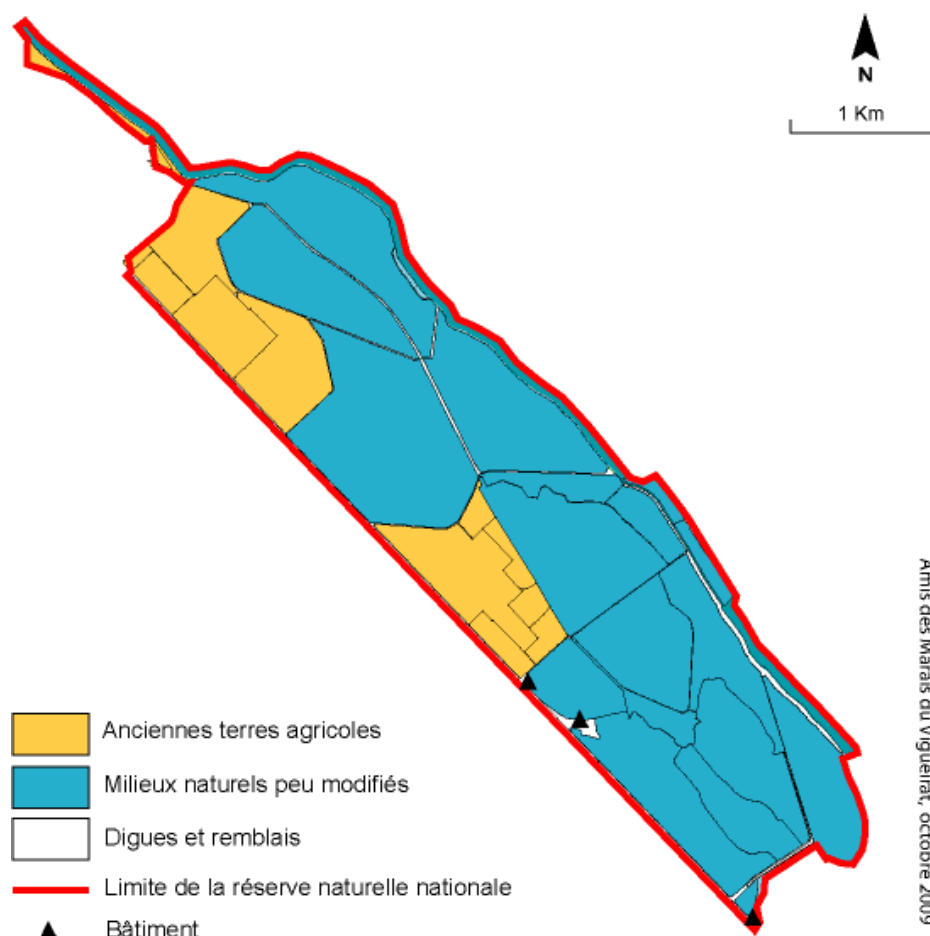 N
1 Km
Anciennes terres agricoles
Milieux naturels peu modifiés
Digues et remblais
Limite de la réserve naturelle nationale
Bâtiment
Amis des Marais du Vigueirat, octobre 2009